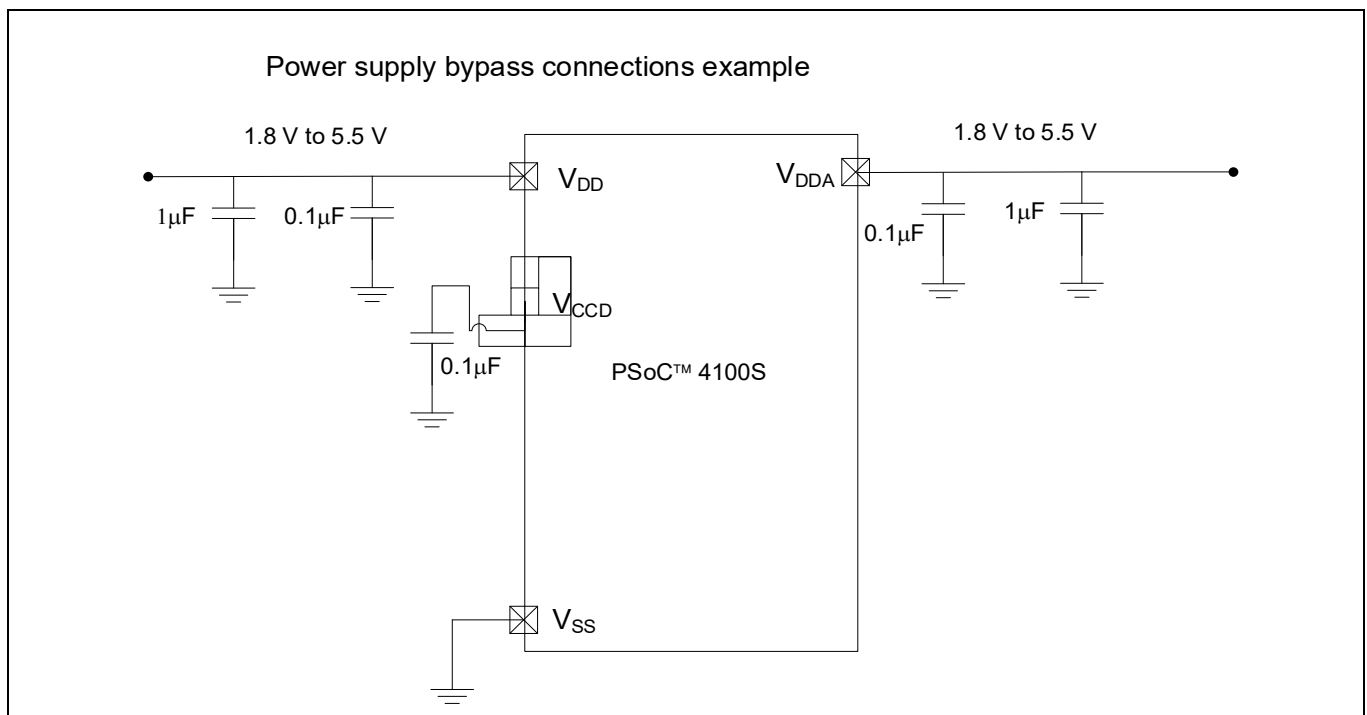 Power supply bypass connections example
1.8 V to 5.5 V
1.8 V to 5.5 V
VDD
VDDA
1μF
0.1μF
0.1μF
1μF
VCCD
0.1μF
PSoC™ 4100S
VSS